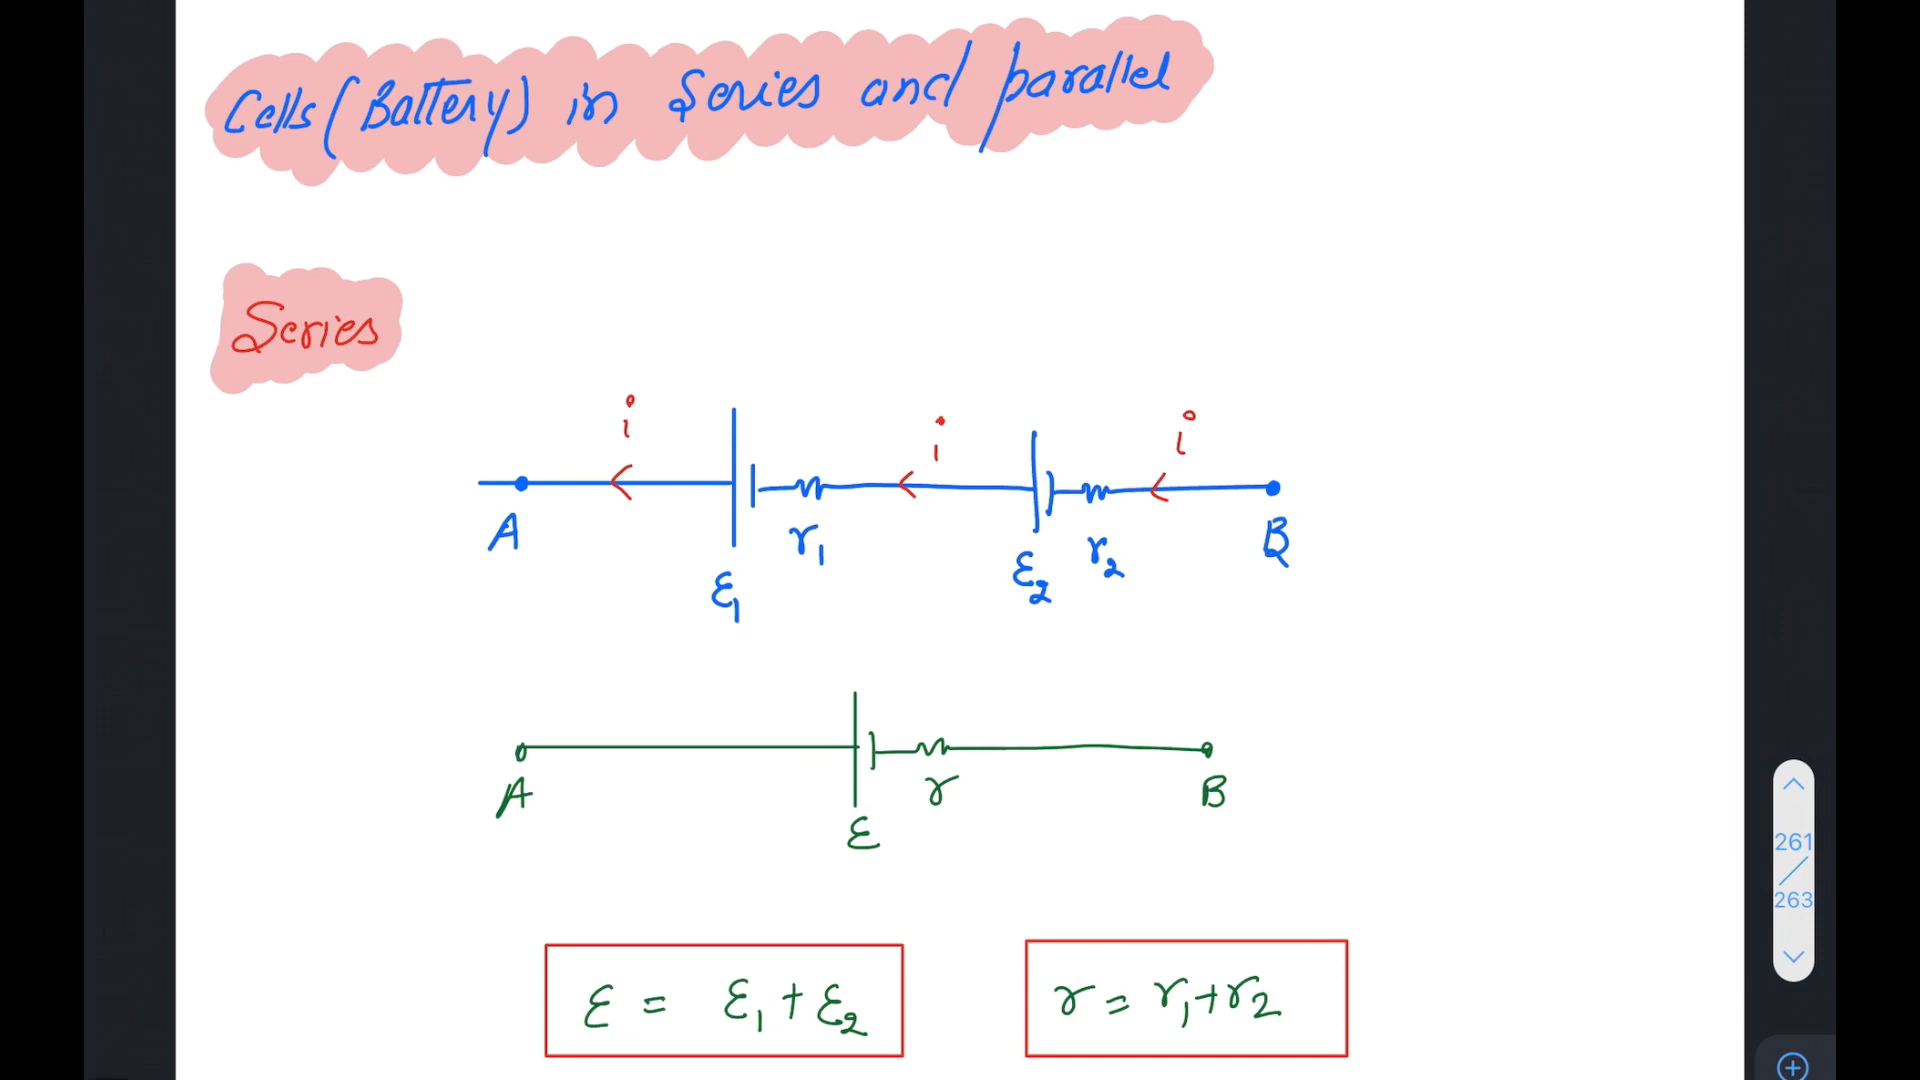 Cells (Battery) in Series and parallel
Series
i i i
A r₁ r₂ B
ε₁ ε₂
A r B
ε
ε = ε₁ + ε₂
r = r₁ + r₂
261
/
263